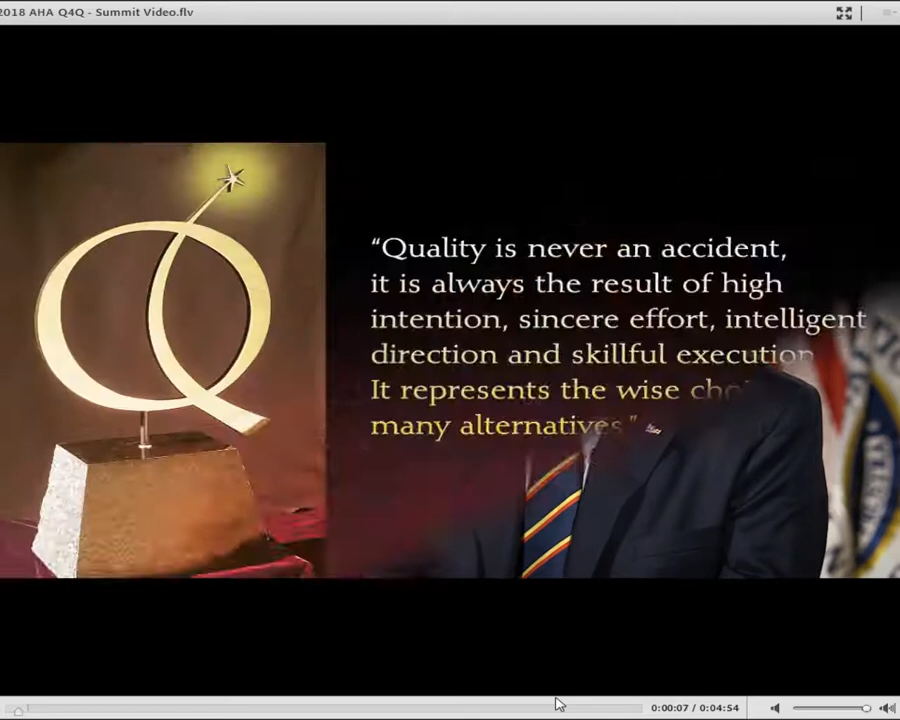 2018 AHA Q4Q - Summit Video.flv
“Quality is never an accident,
it is always the result of high
intention, sincere effort, intelligent
direction and skillful execution
It represents the wise
many alternatives”
0:00:07 / 0:04:54